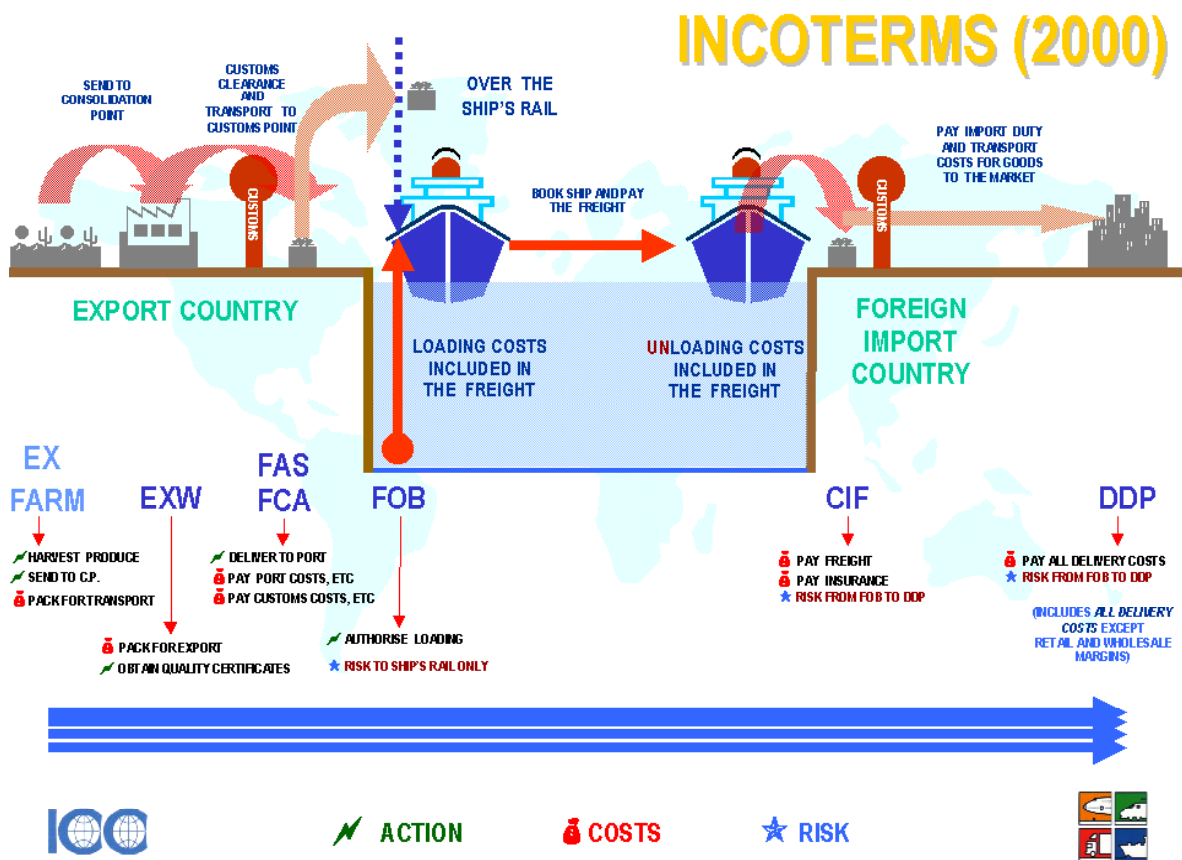 INCOTERMS (2000)
SEND TO
CONSOLIDATION
POINT
CUSTOMS
CLEARANCE
AND
TRANSPORT TO
CUSTOMS POINT
OVER THE
SHIP'S RAIL
BOOK SHIP AND PAY
THE FREIGHT
PAY IMPORT DUTY
AND TRANSPORT
COSTS FOR GOODS
TO THE MARKET
CUSTOMS
CUSTOMS
EXPORT COUNTRY
LOADING COSTS
INCLUDED IN
THE FREIGHT
UNLOADING COSTS
INCLUDED IN
THE FREIGHT
FOREIGN
IMPORT
COUNTRY
EX
FARM
HARVEST PRODUCE
SEND TO C.P.
PACK FOR TRANSPORT
EXW
PACK FOR EXPORT
OBTAIN QUALITY CERTIFICATES
FAS
FCA
DELIVER TO PORT
PAY PORT COSTS, ETC
PAY CUSTOMS COSTS, ETC
FOB
AUTHORISE LOADING
RISK TO SHIP'S RAIL ONLY
CIF
PAY FREIGHT
PAY INSURANCE
RISK FROM FOB TO DDP
DDP
PAY ALL DELIVERY COSTS
RISK FROM FOB TO DDP
(INCLUDES ALL DELIVERY
COSTS EXCEPT
RETAIL AND WHOLESALE
MARGINS)
ICC
ACTION
COSTS
RISK